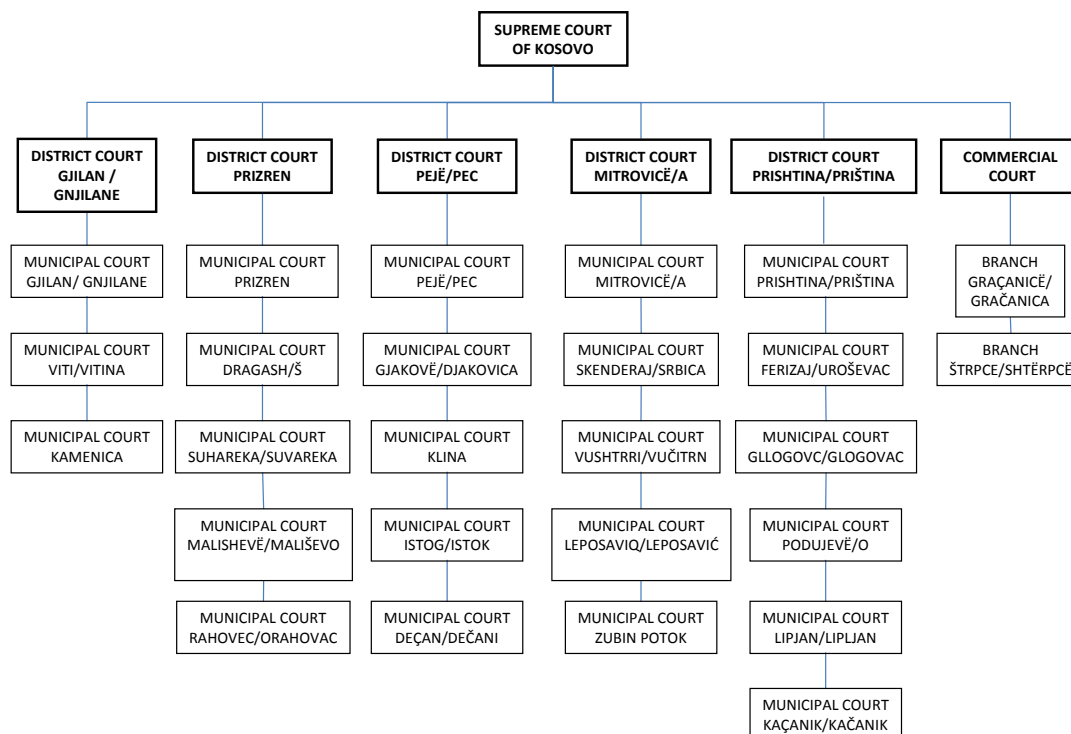 SUPREME COURT
OF KOSOVO
DISTRICT COURT
GJILAN /
GNJILANE
DISTRICT COURT
PRIZREN
DISTRICT COURT
PEJË/PEC
DISTRICT COURT
MITROVICË/A
DISTRICT COURT
PRISHTINA/PRIŠTINA
COMMERCIAL
COURT
MUNICIPAL COURT
GJILAN/ GNJILANE
MUNICIPAL COURT
PRIZREN
MUNICIPAL COURT
PEJË/PEC
MUNICIPAL COURT
MITROVICË/A
MUNICIPAL COURT
PRISHTINA/PRIŠTINA
BRANCH
GRAÇANICË/
GRAČANICA
MUNICIPAL COURT
VITI/VITINA
MUNICIPAL COURT
DRAGASH/Š
MUNICIPAL COURT
GJAKOVË/DJAKOVICA
MUNICIPAL COURT
SKENDERAJ/SRBICA
MUNICIPAL COURT
FERIZAJ/UROŠEVAC
BRANCH
ŠTRPCE/SHTËRPCË
MUNICIPAL COURT
KAMENICA
MUNICIPAL COURT
SUHAREKA/SUVAREKA
MUNICIPAL COURT
KLINA
MUNICIPAL COURT
VUSHTRRI/VUČITRN
MUNICIPAL COURT
GLLOGOVC/GLOGOVAC
MUNICIPAL COURT
MALISHEVË/MALIŠEVO
MUNICIPAL COURT
ISTOG/ISTOK
MUNICIPAL COURT
LEPOSAVIQ/LEPOSAVIĆ
MUNICIPAL COURT
PODUJEVË/O
MUNICIPAL COURT
RAHOVEC/ORAHOVAC
MUNICIPAL COURT
DEÇAN/DEČANI
MUNICIPAL COURT
ZUBIN POTOK
MUNICIPAL COURT
LIPJAN/LIPLJAN
MUNICIPAL COURT
KAÇANIK/KAČANIK